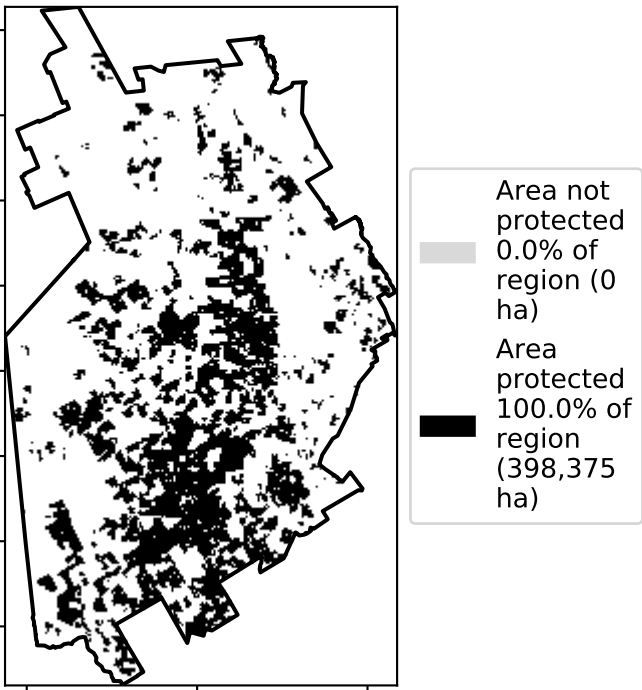 Area not
protected
0.0% of
region (0
ha)
Area
protected
100.0% of
region
(398,375
ha)